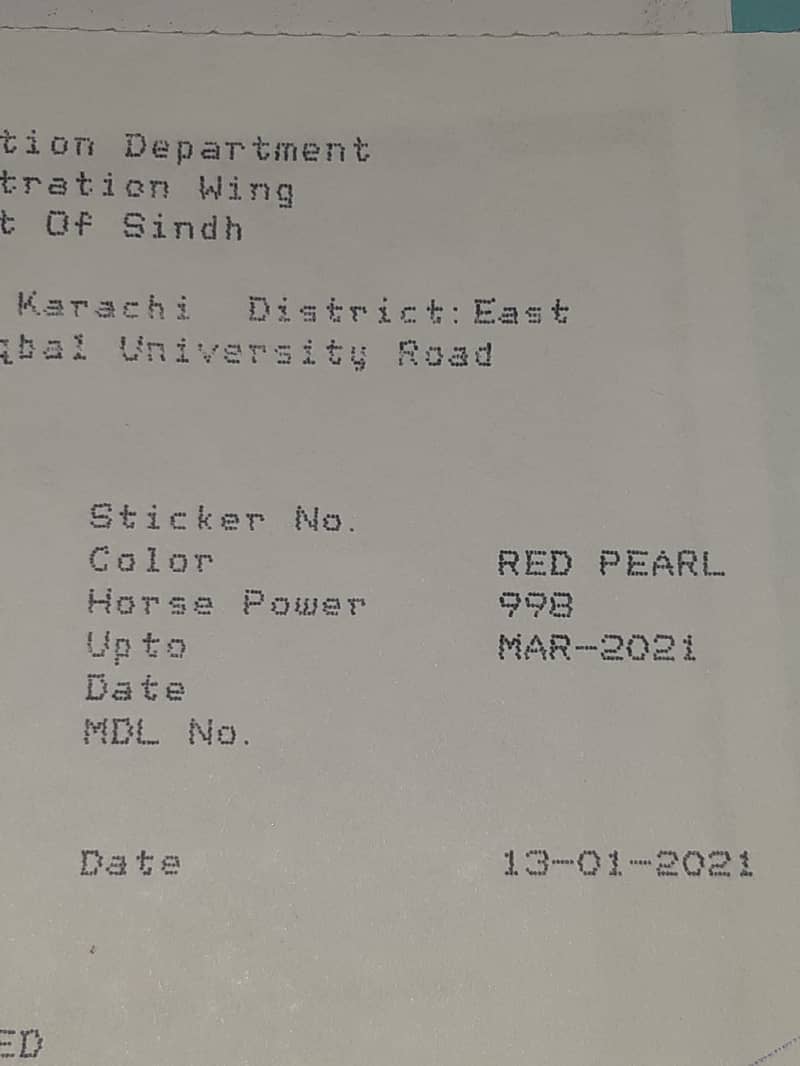 tion Department
tration Wing
t Of Sindh
Karachi District:East
qbal University Road
Sticker No.
Color RED PEARL
Horse Power 998
Upto MAR-2021
Date
MDL No.
Date 13-01-2021
ED